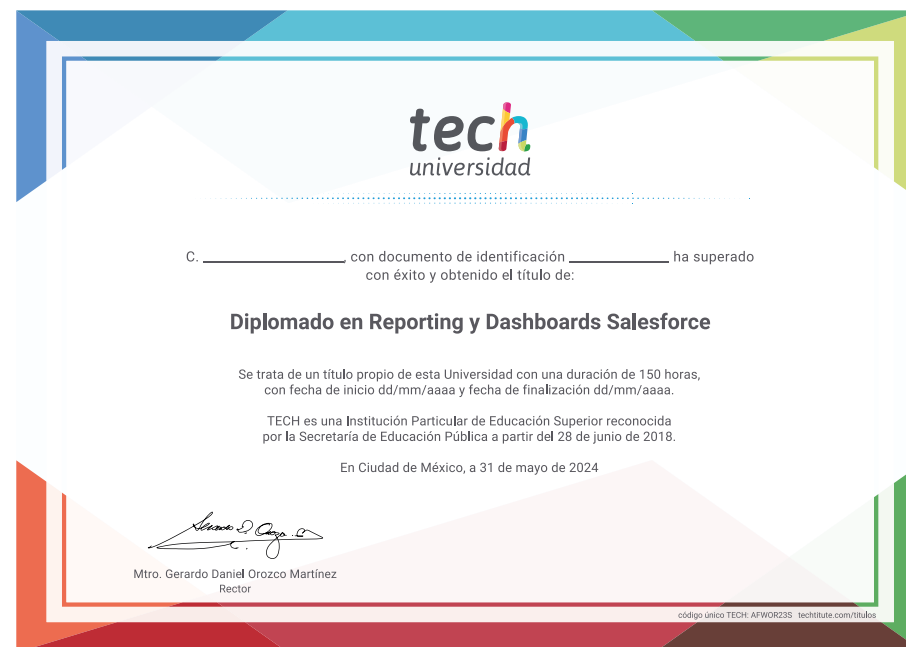 tech
universidad
C. ____________, con documento de identificación ____________ ha superado
con éxito y obtenido el título de:
Diplomado en Reporting y Dashboards Salesforce
Se trata de un título propio de esta Universidad con una duración de 150 horas,
con fecha de inicio dd/mm/aaaa y fecha de finalización dd/mm/aaaa.
TECH es una Institución Particular de Educación Superior reconocida
por la Secretaría de Educación Pública a partir del 28 de junio de 2018.
En Ciudad de México, a 31 de mayo de 2024
Mtro. Gerardo Daniel Orozco Martínez
Rector
código único TECH: AFWOR23S techtitute.com/titulos